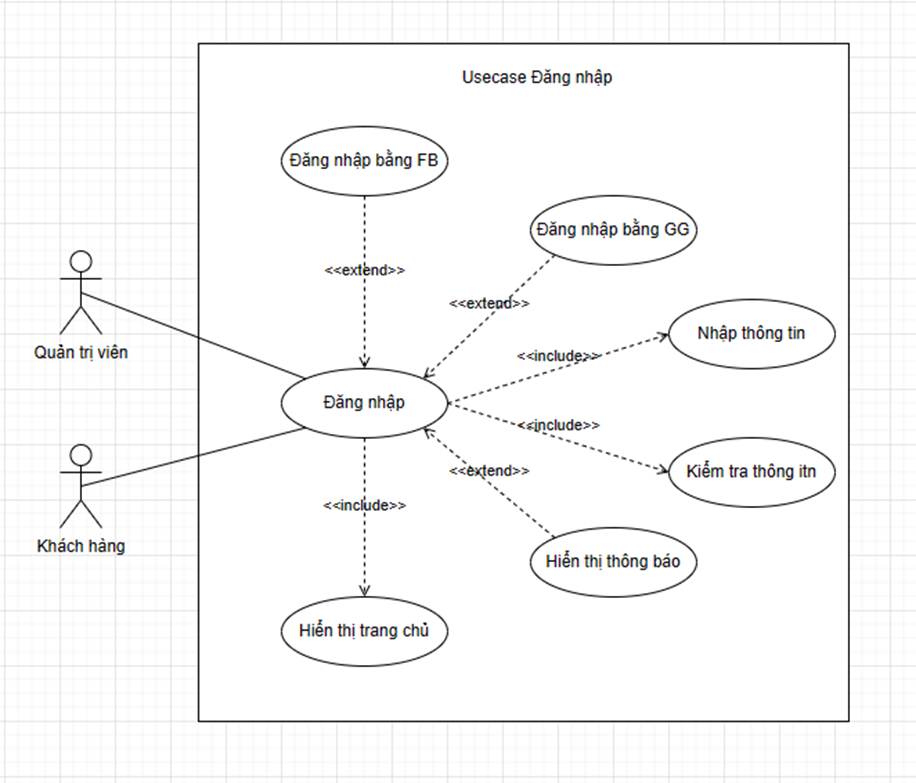 Usecase Đăng nhập
Đăng nhập bằng FB
Đăng nhập bằng GG
<<extend>>
<<extend>>
Nhập thông tin
<<include>>
Quản trị viên
Đăng nhập
<<include>>
<<extend>>
Kiểm tra thông itn
<<include>>
Khách hàng
Hiển thị thông báo
Hiển thị trang chủ